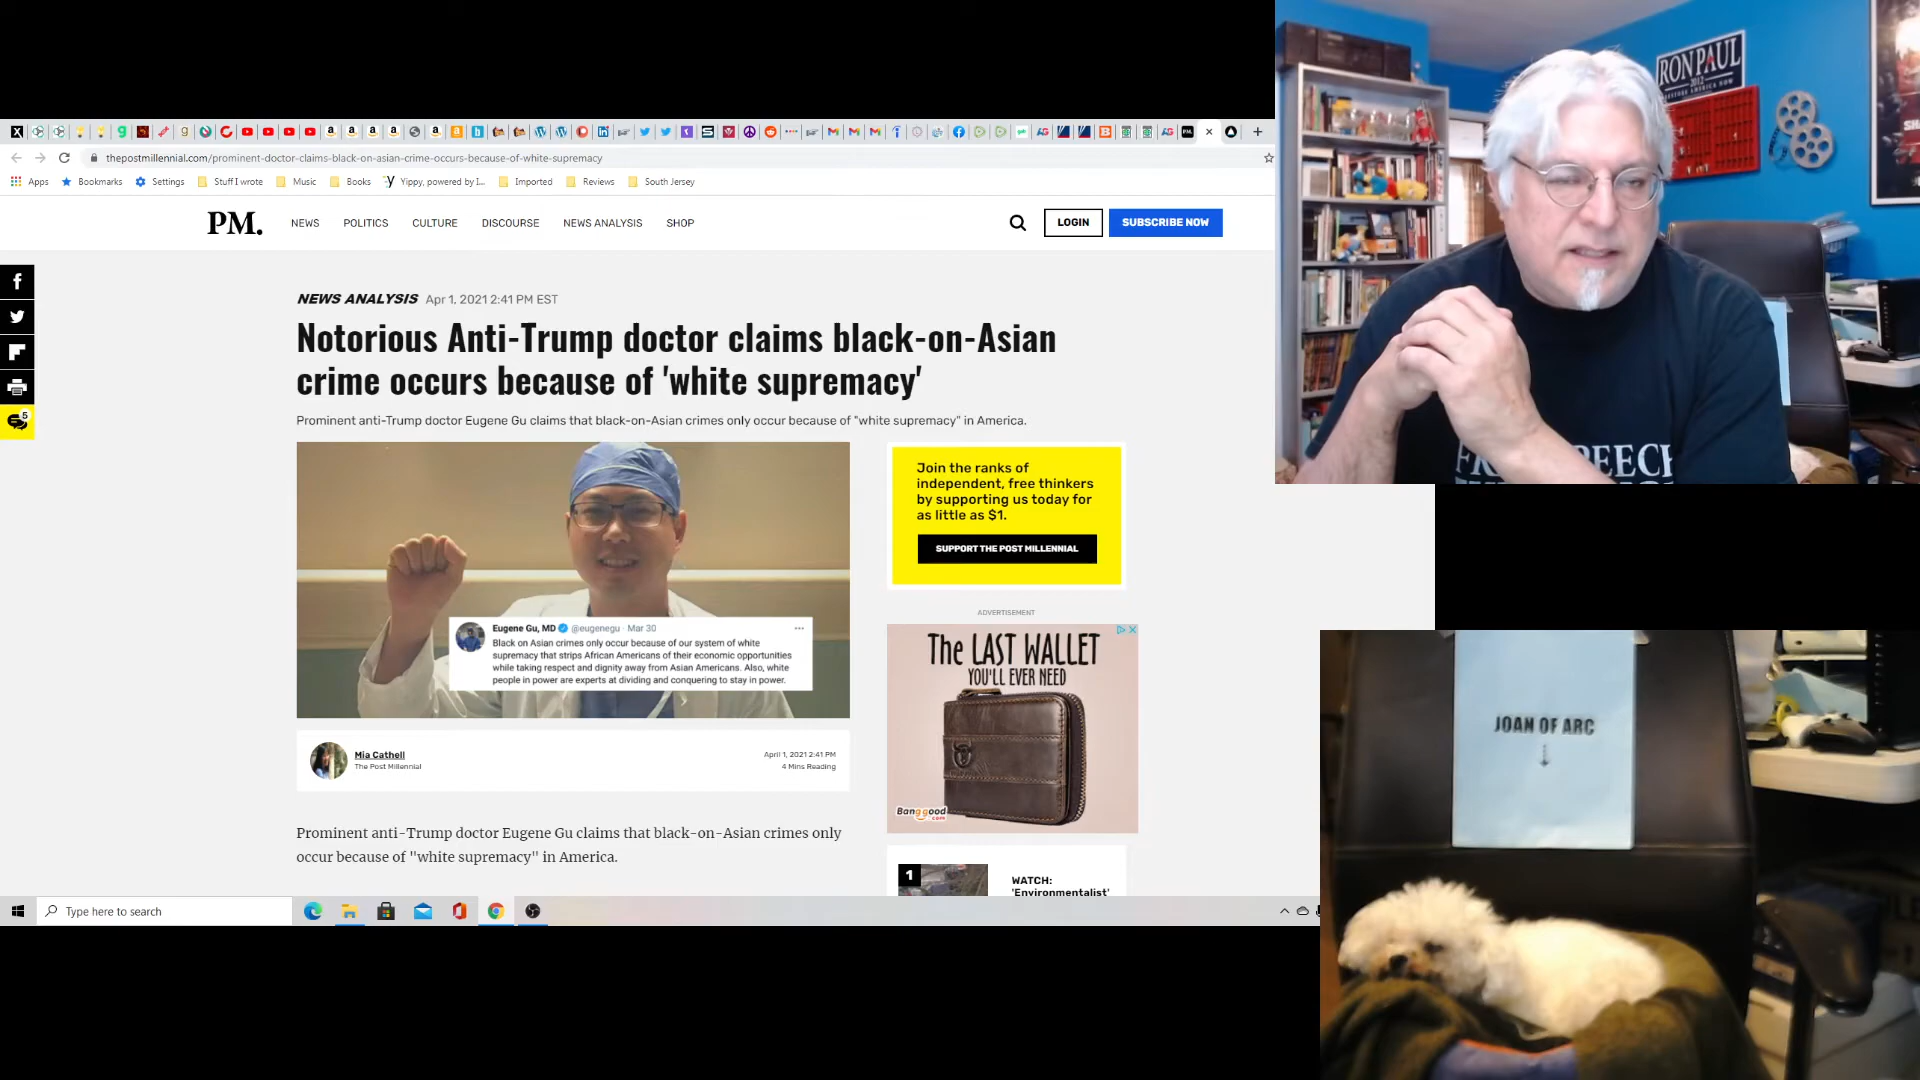 thepostmillennial.com/prominent-doctor-claims-black-on-asian-crime-occurs-because-of-white-supremacy
Apps Bookmarks Settings Stuff I wrote Music Books Yippy, powered by I... Imported Reviews South Jersey
PM. NEWS POLITICS CULTURE DISCOURSE NEWS ANALYSIS SHOP LOGIN SUBSCRIBE NOW
NEWS ANALYSIS Apr 1, 2021 2:41 PM EST
Notorious Anti-Trump doctor claims black-on-Asian
crime occurs because of 'white supremacy'
5
Prominent anti-Trump doctor Eugene Gu claims that black-on-Asian crimes only occur because of "white supremacy" in America.
Eugene Gu, MD @eugenegu · Mar 30
Black on Asian crimes only occur because of our system of white
supremacy that strips African Americans of their economic opportunities
while taking respect and dignity away from Asian Americans. Also, white
people in power are experts at dividing and conquering to stay in power.
Mia Cathell
The Post Millennial
April 1, 2021 2:41 PM
4 Mins Reading
Prominent anti-Trump doctor Eugene Gu claims that black-on-Asian crimes only
occur because of "white supremacy" in America.
Join the ranks of
independent, free thinkers
by supporting us today for
as little as $1.
SUPPORT THE POST MILLENNIAL
ADVERTISEMENT
The LAST WALLET
YOU'LL EVER NEED
Banggood
.com
1
WATCH:
'Environmentalist'
Type here to search
RON PAUL
2012
JOAN OF ARC